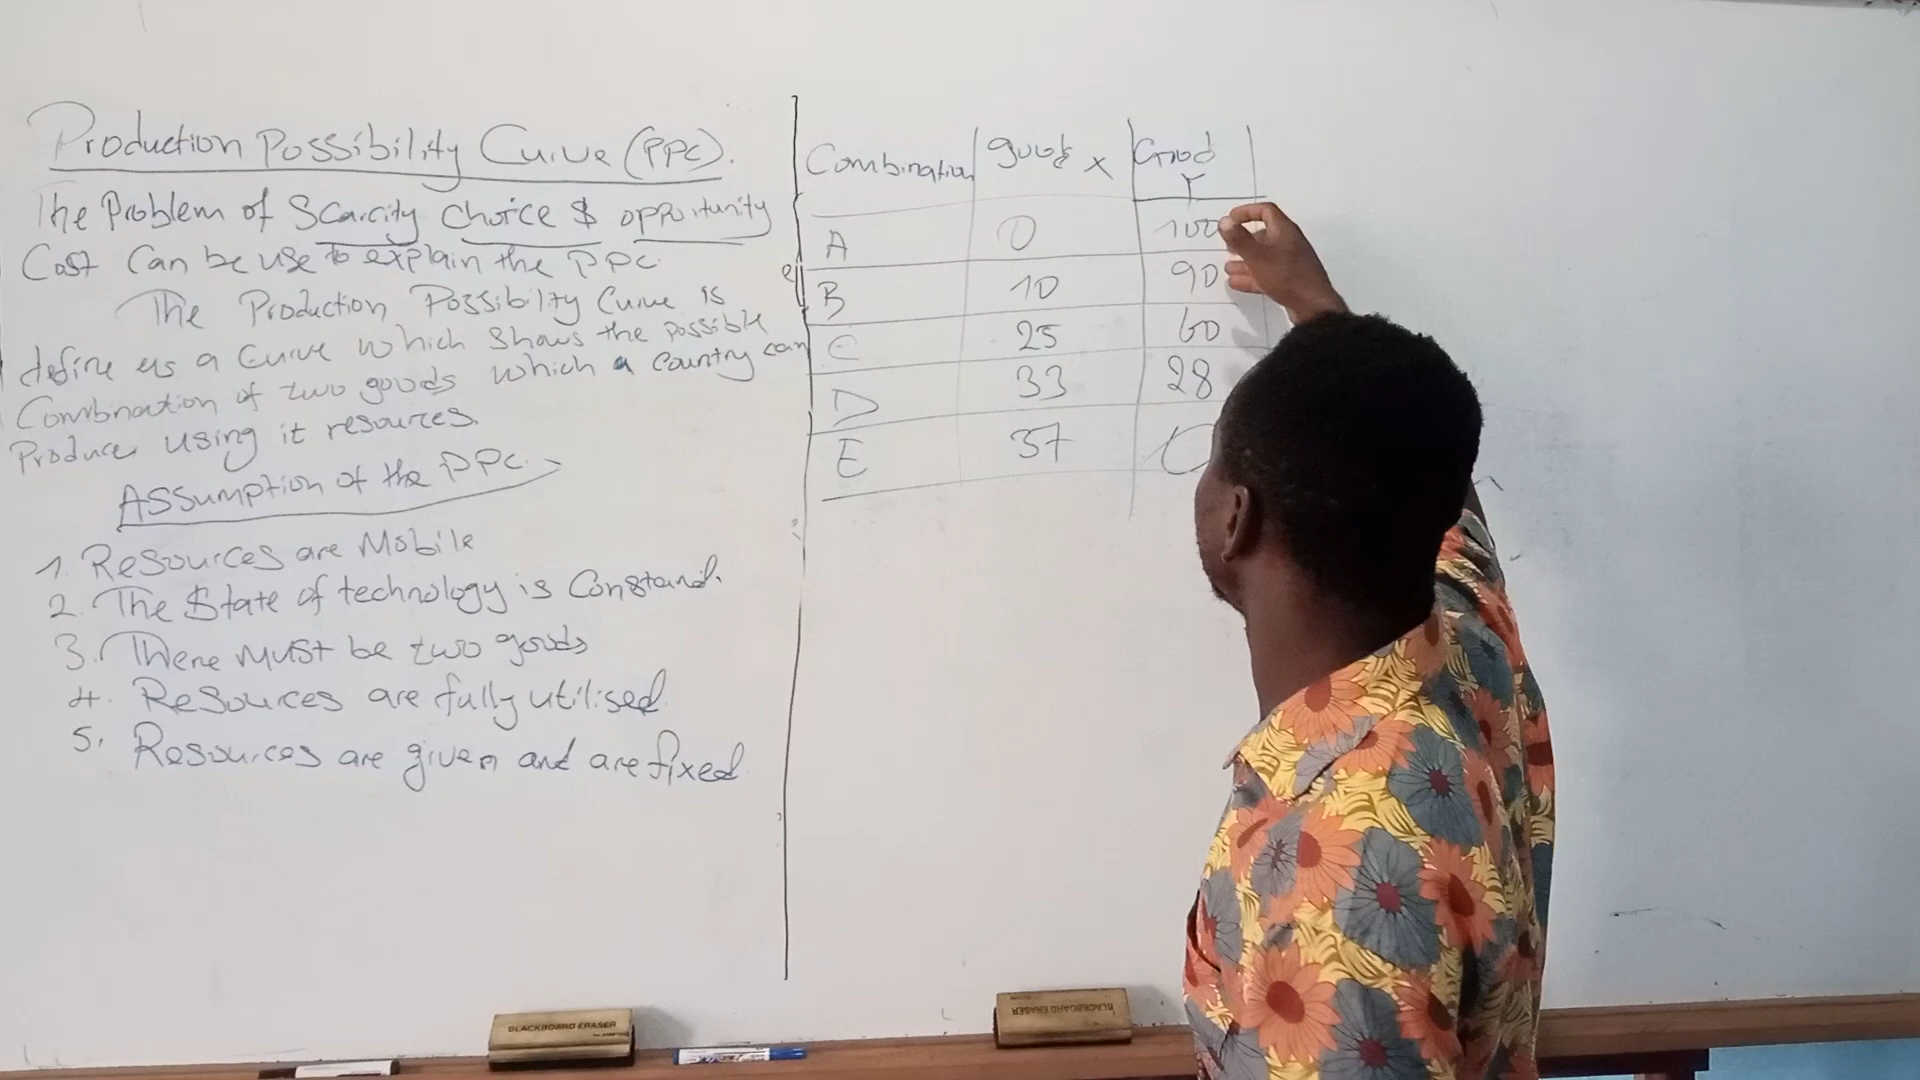 Production Possibility Curve (PPC).
The Problem of Scarcity choice $ opportunity
Cost Can be use to explain the PPC.
The Production Possibilty Curve is
define as a Curve which shows the possible
Combination of two goods which a country can
Produce using it resources.
Assumption of the PPC.
1. Resources are Mobile
2. The State of technology is Constand.
3. There must be two goods
4. Resources are fully utilised.
5. Resources are given and are fixed
Combination good X Good Y
A 0 100
B 10 90
C 25 60
D 33 28
E 37 0
BLACKBOARD ERASER
BLACKBOARD ERASER